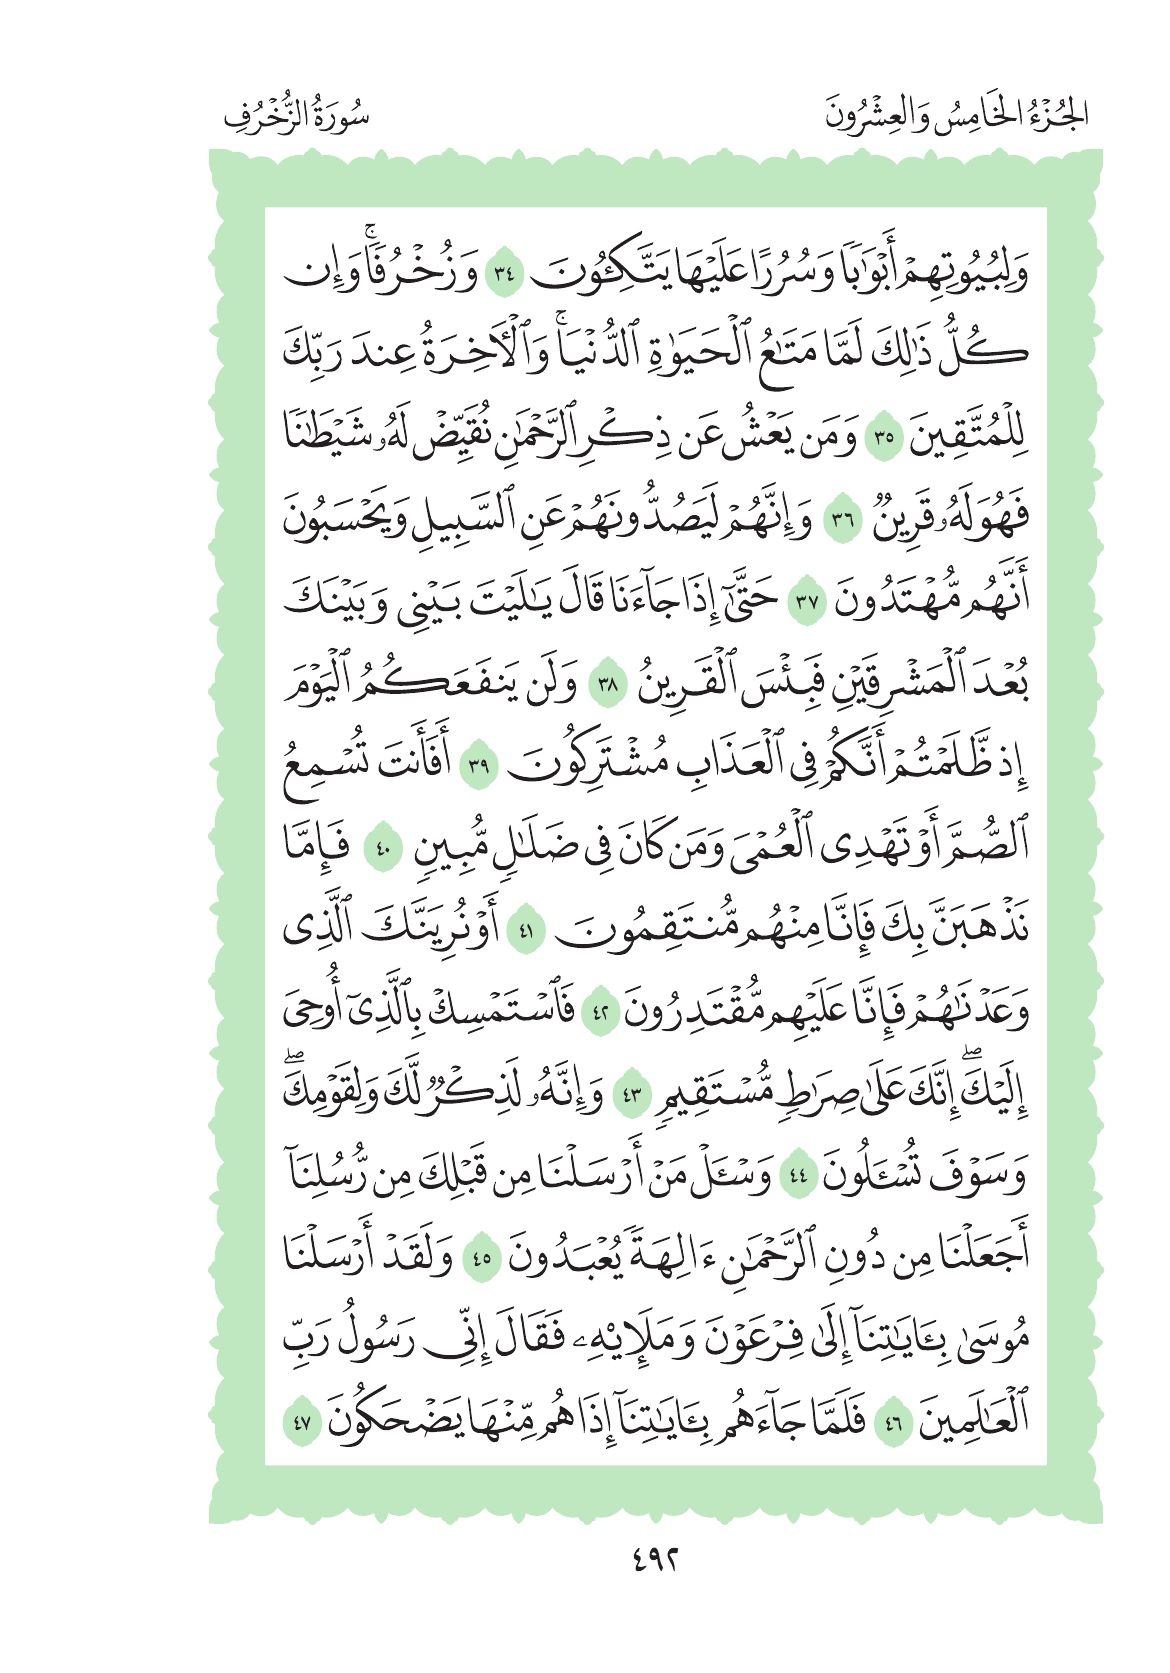 الجُزْءُ الخَامِسُ وَالعِشْرُونَ
سُورَةُ الزُّخْرُفِ
وَلِبُيُوتِهِمْ أَبْوَٰبًا وَسُرُرًا عَلَيْهَا يَتَّكِـُٔونَ ٣٤ وَزُخْرُفًاۚ وَإِن
كُلُّ ذَٰلِكَ لَمَّا مَتَـٰعُ ٱلْحَيَوٰةِ ٱلدُّنْيَاۚ وَٱلْـَٔاخِرَةُ عِندَ رَبِّكَ
لِلْمُتَّقِينَ ٣٥ وَمَن يَعْشُ عَن ذِكْرِ ٱلرَّحْمَـٰنِ نُقَيِّضْ لَهُۥ شَيْطَـٰنًا
فَهُوَ لَهُۥ قَرِينٌ ٣٦ وَإِنَّهُمْ لَيَصُدُّونَهُمْ عَنِ ٱلسَّبِيلِ وَيَحْسَبُونَ
أَنَّهُم مُّهْتَدُونَ ٣٧ حَتَّىٰٓ إِذَا جَآءَنَا قَالَ يَـٰلَيْتَ بَيْنِى وَبَيْنَكَ
بُعْدَ ٱلْمَشْرِقَيْنِ فَبِئْسَ ٱلْقَرِينُ ٣٨ وَلَن يَنفَعَكُمُ ٱلْيَوْمَ
إِذ ظَّلَمْتُمْ أَنَّكُمْ فِى ٱلْعَذَابِ مُشْتَرِكُونَ ٣٩ أَفَأَنتَ تُسْمِعُ
ٱلصُّمَّ أَوْ تَهْدِى ٱلْعُمْىَ وَمَن كَانَ فِى ضَلَـٰلٍ مُّبِينٍ ٤٠ فَإِمَّا
نَذْهَبَنَّ بِكَ فَإِنَّا مِنْهُم مُّنتَقِمُونَ ٤١ أَوْ نُرِيَنَّكَ ٱلَّذِى
وَعَدْنَـٰهُمْ فَإِنَّا عَلَيْهِم مُّقْتَدِرُونَ ٤٢ فَٱسْتَمْسِكْ بِٱلَّذِىٓ أُوحِىَ
إِلَيْكَۖ إِنَّكَ عَلَىٰ صِرَٰطٍ مُّسْتَقِيمٍ ٤٣ وَإِنَّهُۥ لَذِكْرٌ لَّكَ وَلِقَوْمِكَۖ
وَسَوْفَ تُسْـَٔلُونَ ٤٤ وَسْـَٔلْ مَنْ أَرْسَلْنَا مِن قَبْلِكَ مِن رُّسُلِنَآ
أَجَعَلْنَا مِن دُونِ ٱلرَّحْمَـٰنِ ءَالِهَةً يُعْبَدُونَ ٤٥ وَلَقَدْ أَرْسَلْنَا
مُوسَىٰ بِـَٔايَـٰتِنَآ إِلَىٰ فِرْعَوْنَ وَمَلَإِي۟هِۦ فَقَالَ إِنِّى رَسُولُ رَبِّ
ٱلْعَـٰلَمِينَ ٤٦ فَلَمَّا جَآءَهُم بِـَٔايَـٰتِنَآ إِذَا هُم مِّنْهَا يَضْحَكُونَ ٤٧
٤٩٢